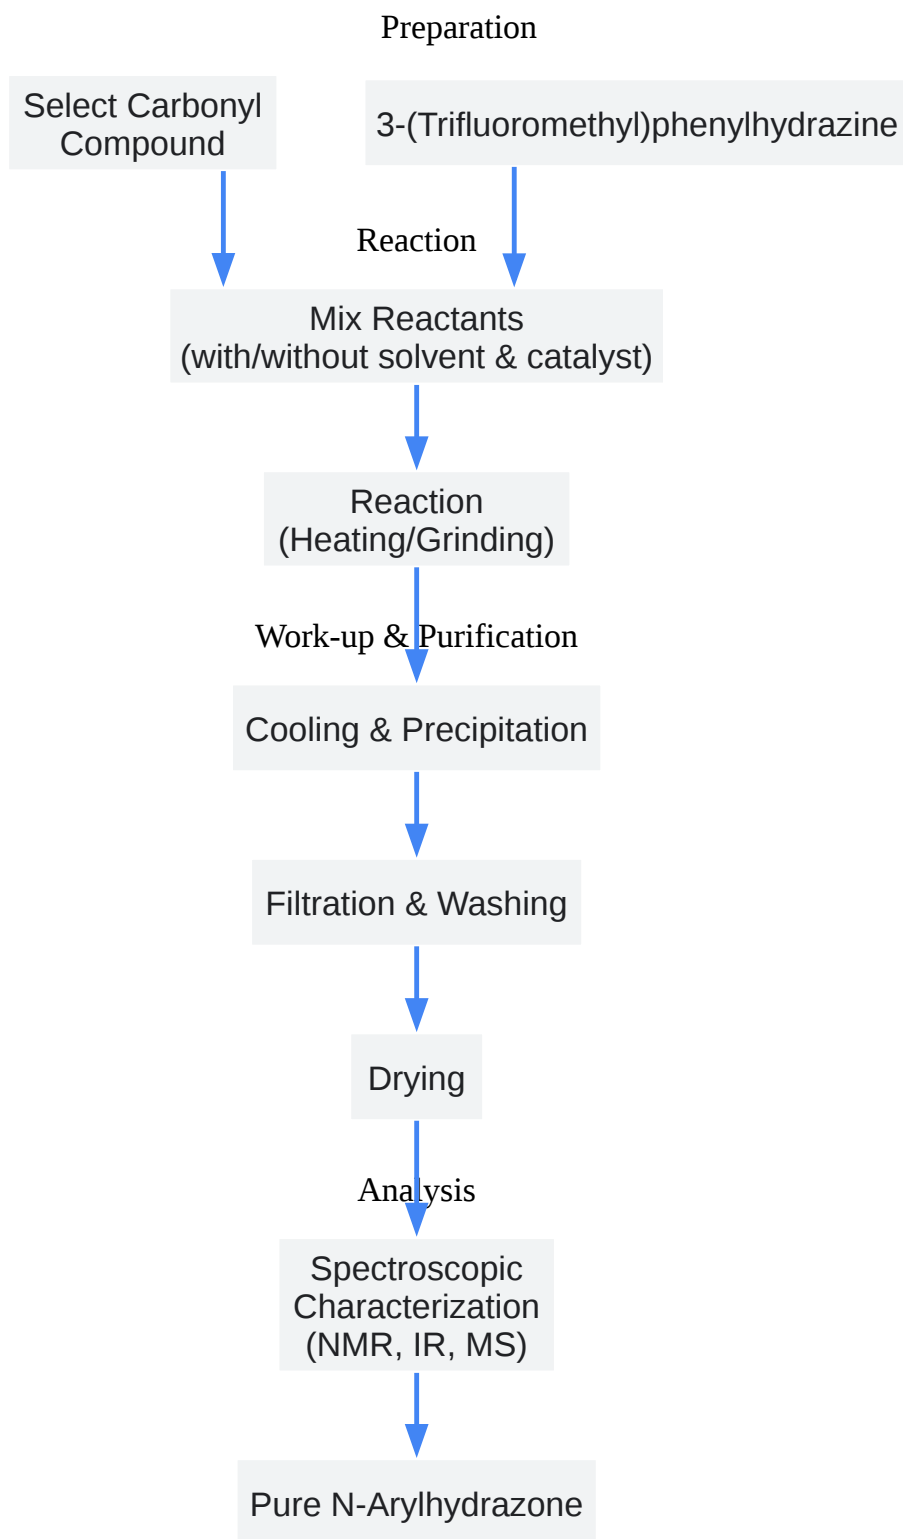 Preparation
Select Carbonyl
Compound
3-(Trifluoromethyl)phenylhydrazine
Reaction
Mix Reactants
(with/without solvent & catalyst)
Reaction
(Heating/Grinding)
Work-up & Purification
Cooling & Precipitation
Filtration & Washing
Drying
Analysis
Spectroscopic
Characterization
(NMR, IR, MS)
Pure N-Arylhydrazone